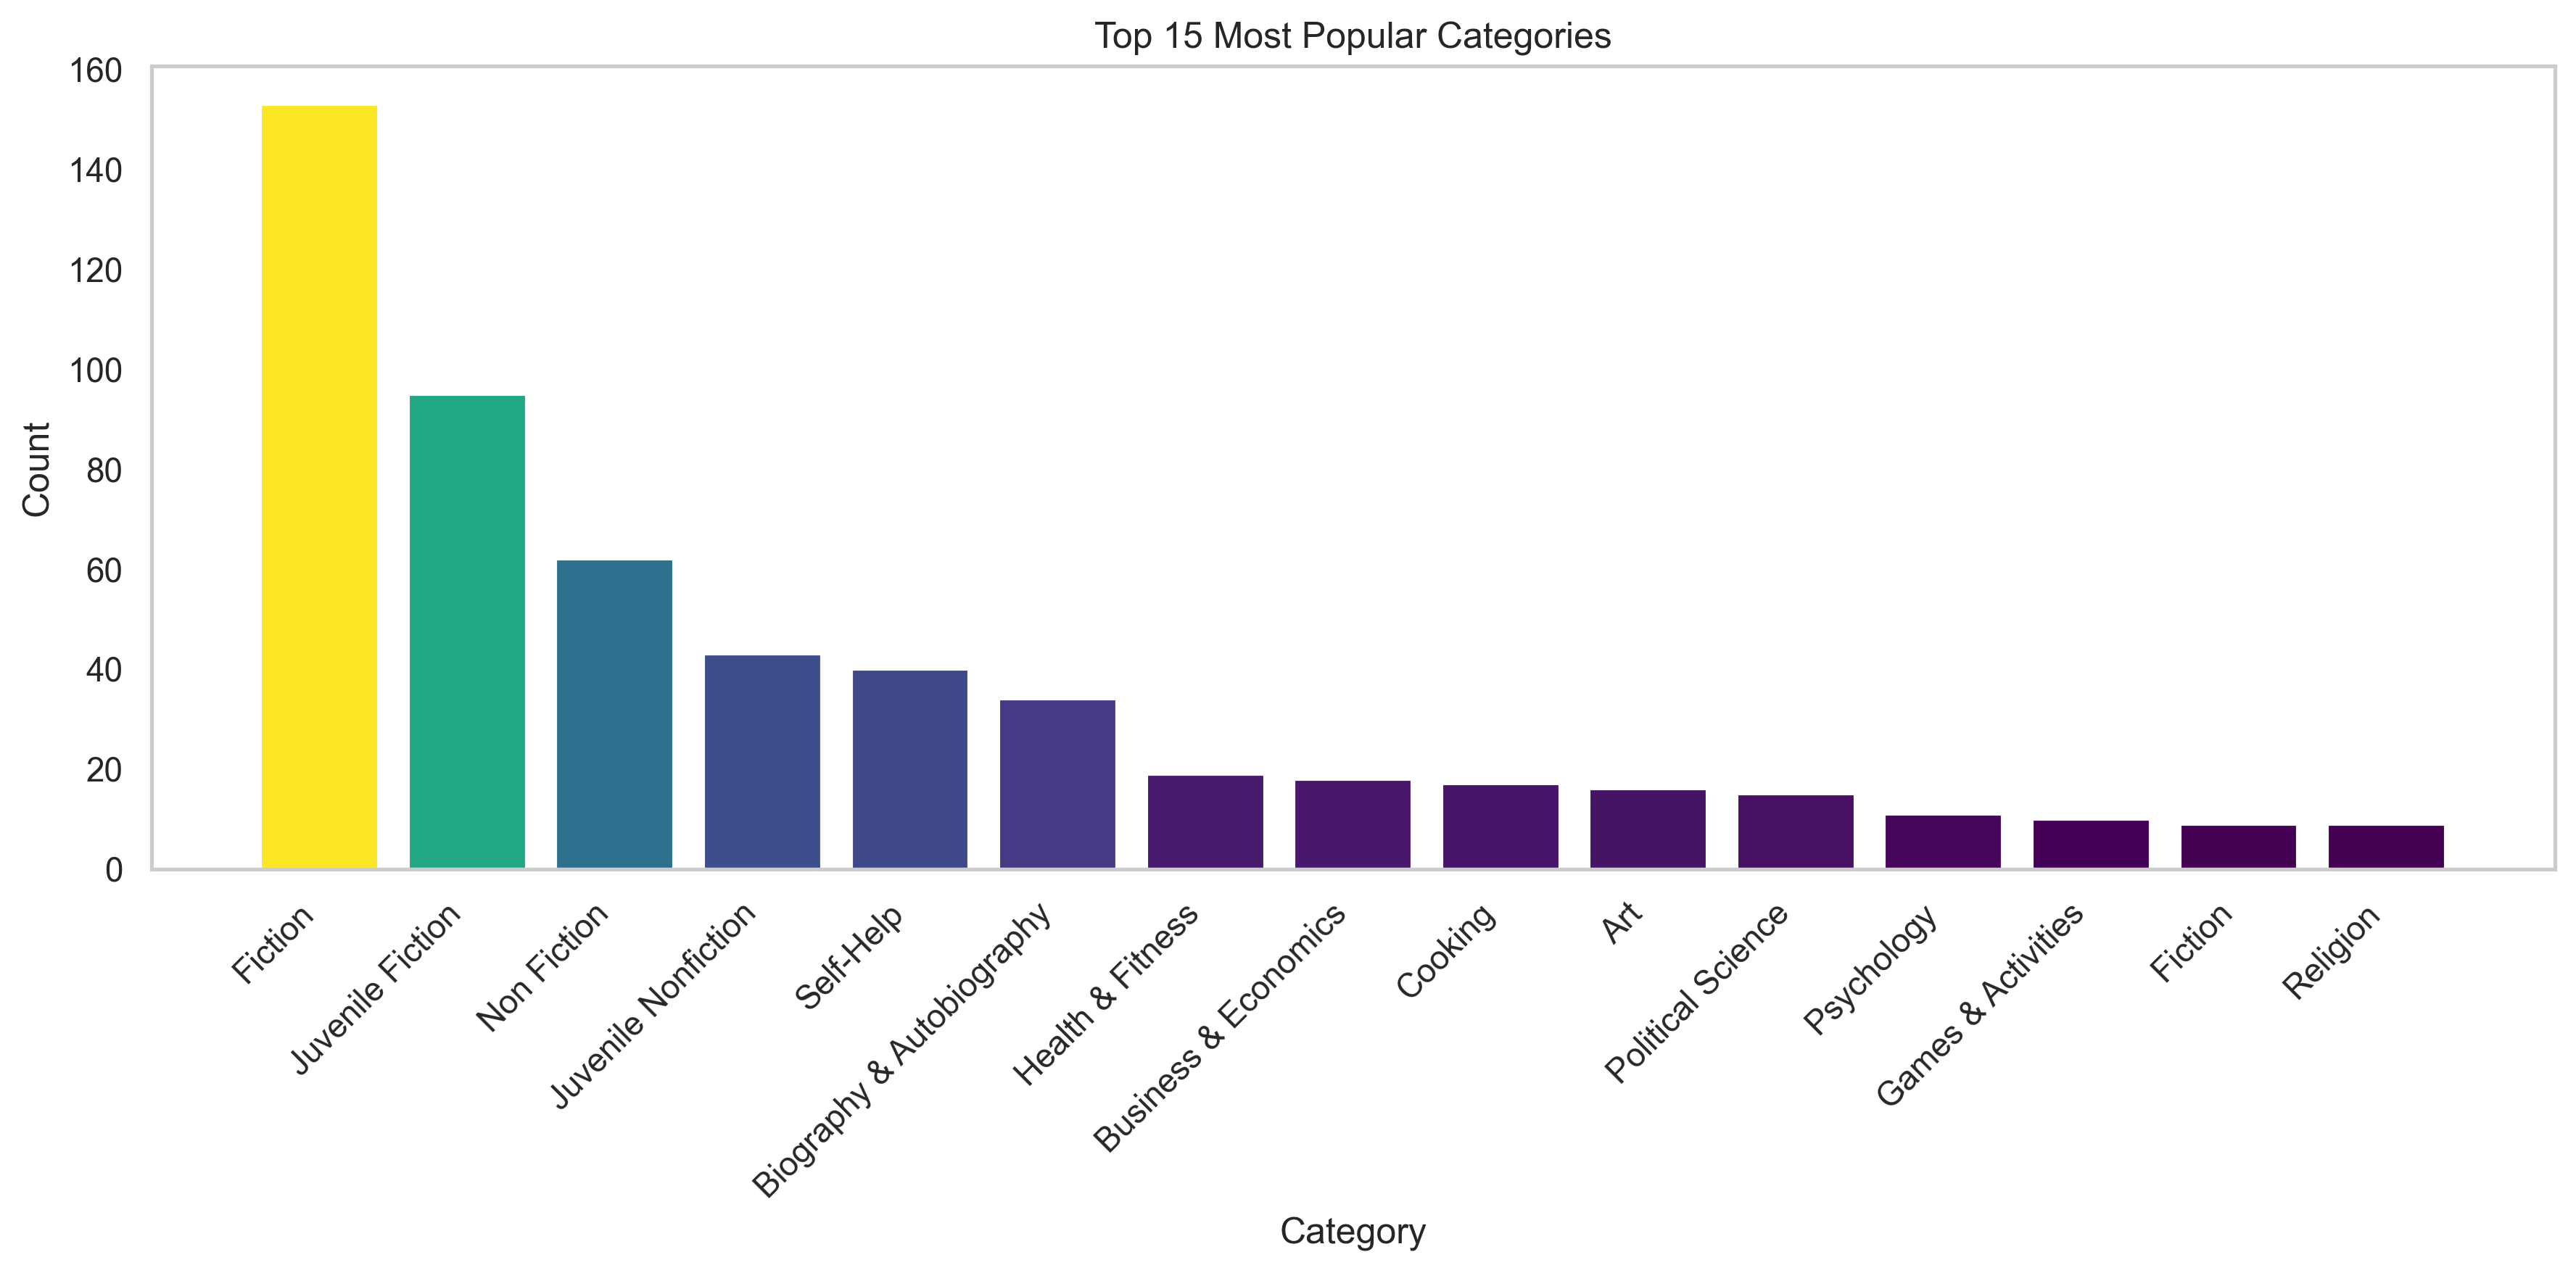 Top 15 Most Popular Categories
160
140
120
100
80
60
40
20
0
Count
Fiction
Juvenile Fiction
Non Fiction
Juvenile Nonfiction
Self-Help
Biography & Autobiography
Health & Fitness
Business & Economics
Cooking
Art
Political Science
Psychology
Games & Activities
Fiction
Religion
Category